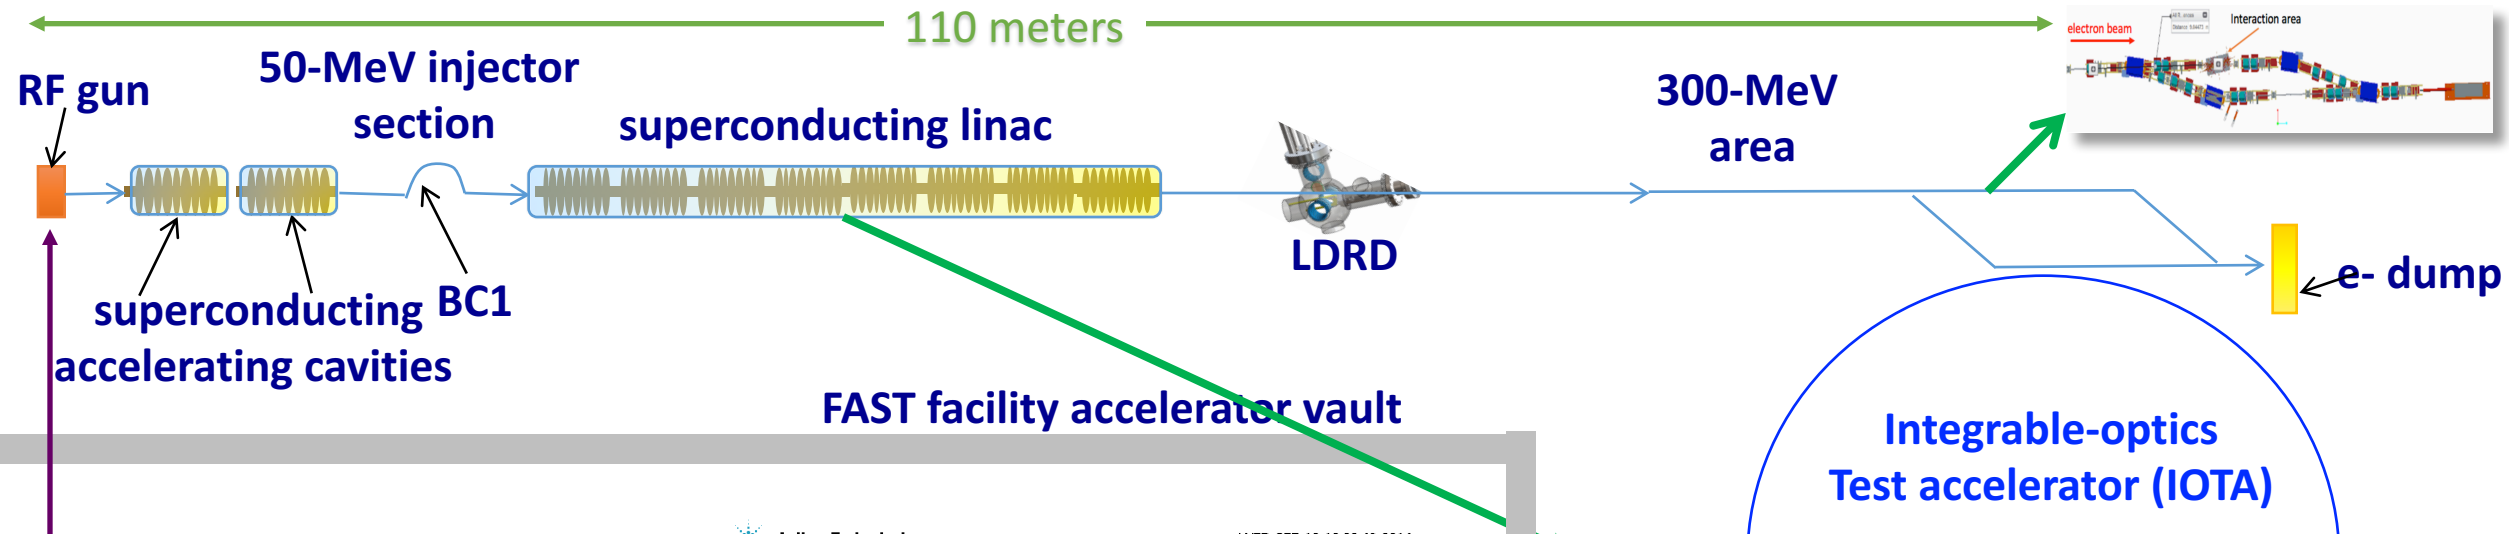 110 meters
RF gun
50-MeV injector
section
superconducting linac
300-MeV
area
electron beam
Interaction area
LDRD
e- dump
superconducting
accelerating cavities
BC1
FAST facility accelerator vault
Integrable-optics
Test accelerator (IOTA)